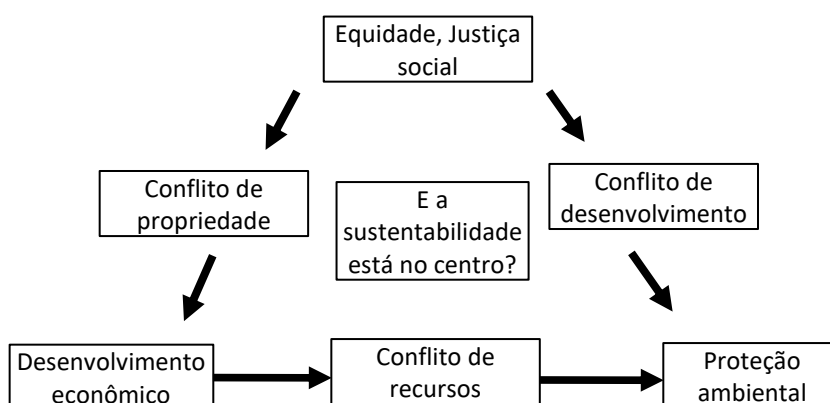 Equidade, Justiça
social
Conflito de
propriedade
E a
sustentabilidade
está no centro?
Conflito de
desenvolvimento
Desenvolvimento
econômico
Conflito de
recursos
Proteção
ambiental